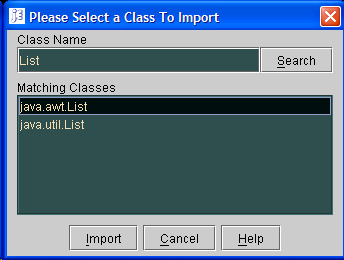 Please Select a Class To Import
Class Name
List
Search
Matching Classes
java.awt.List
java.util.List
Import
Cancel
Help